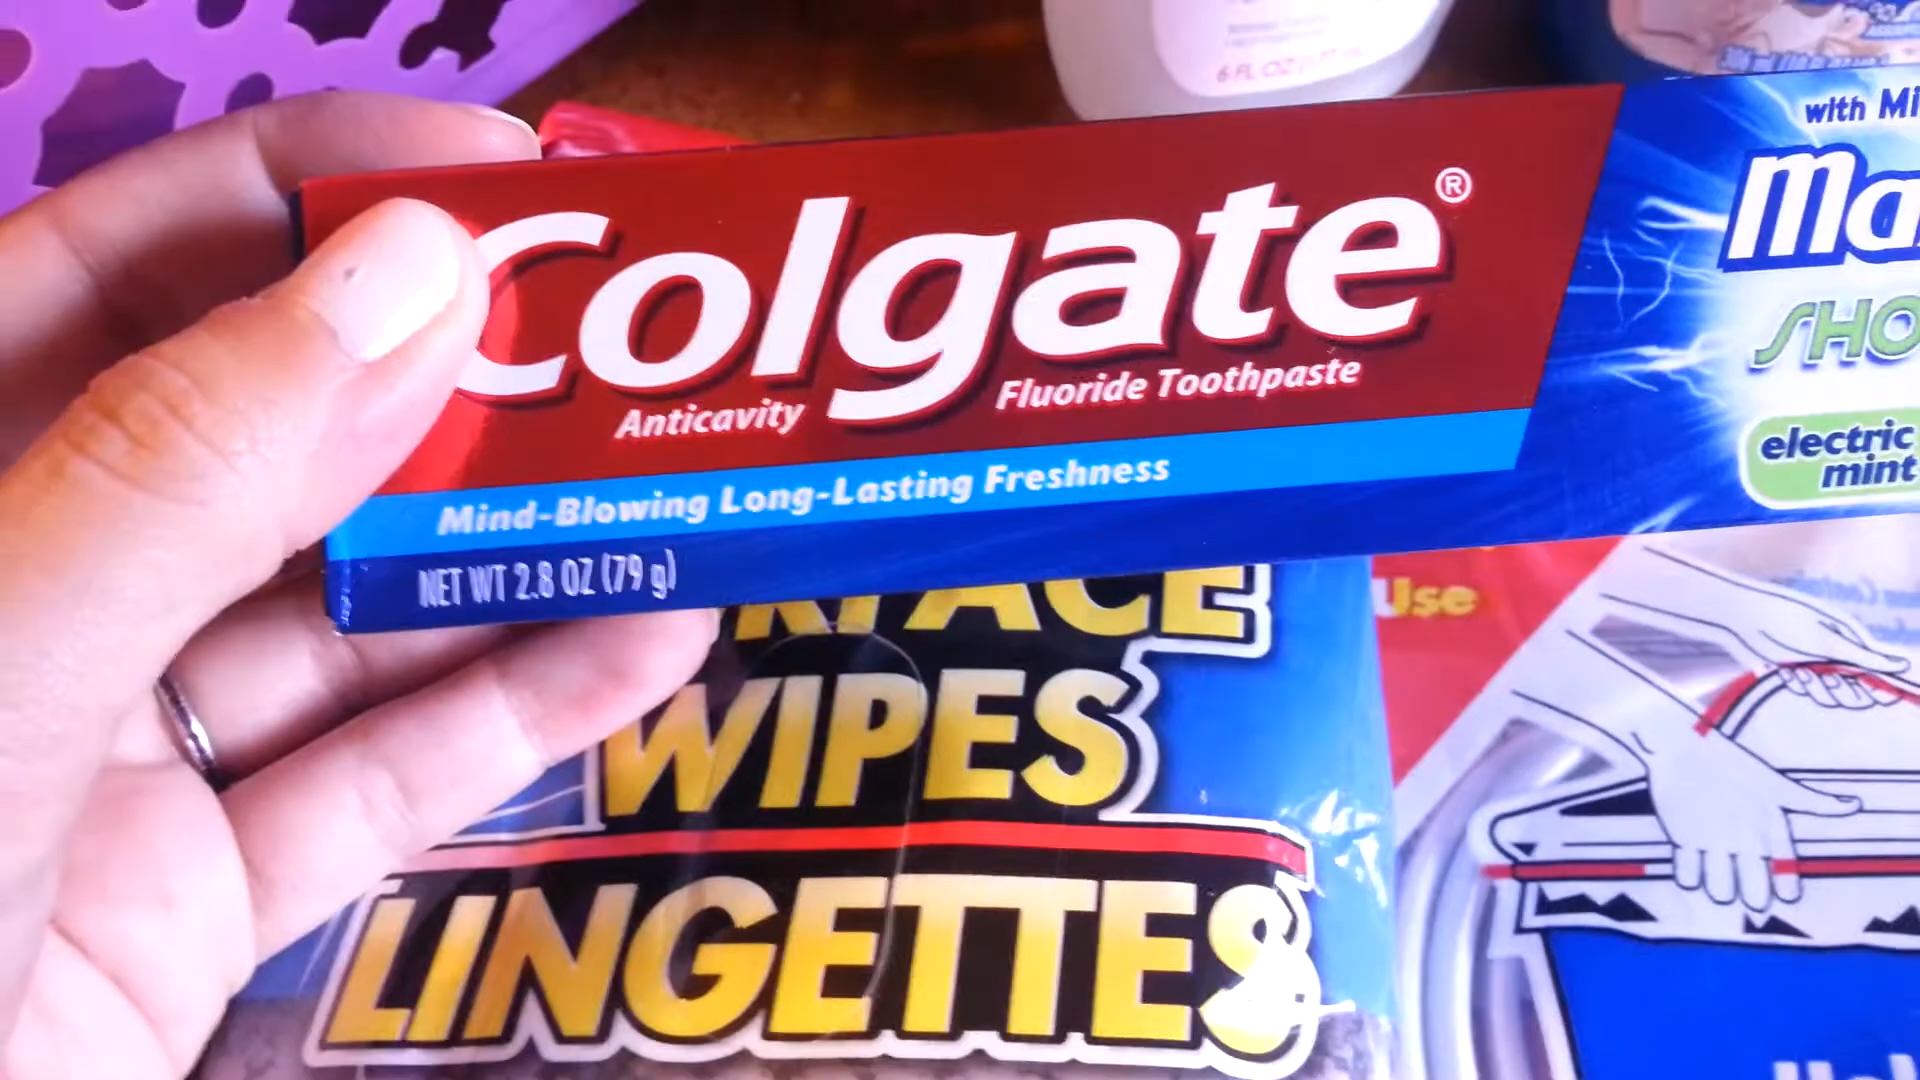 6 FL OZ
with
Colgate®
Anticavity Fluoride Toothpaste
Mind-Blowing Long-Lasting Freshness
NET WT 2.8 OZ (79 g)
electric
mint
Use
WIPES
LINGETTES